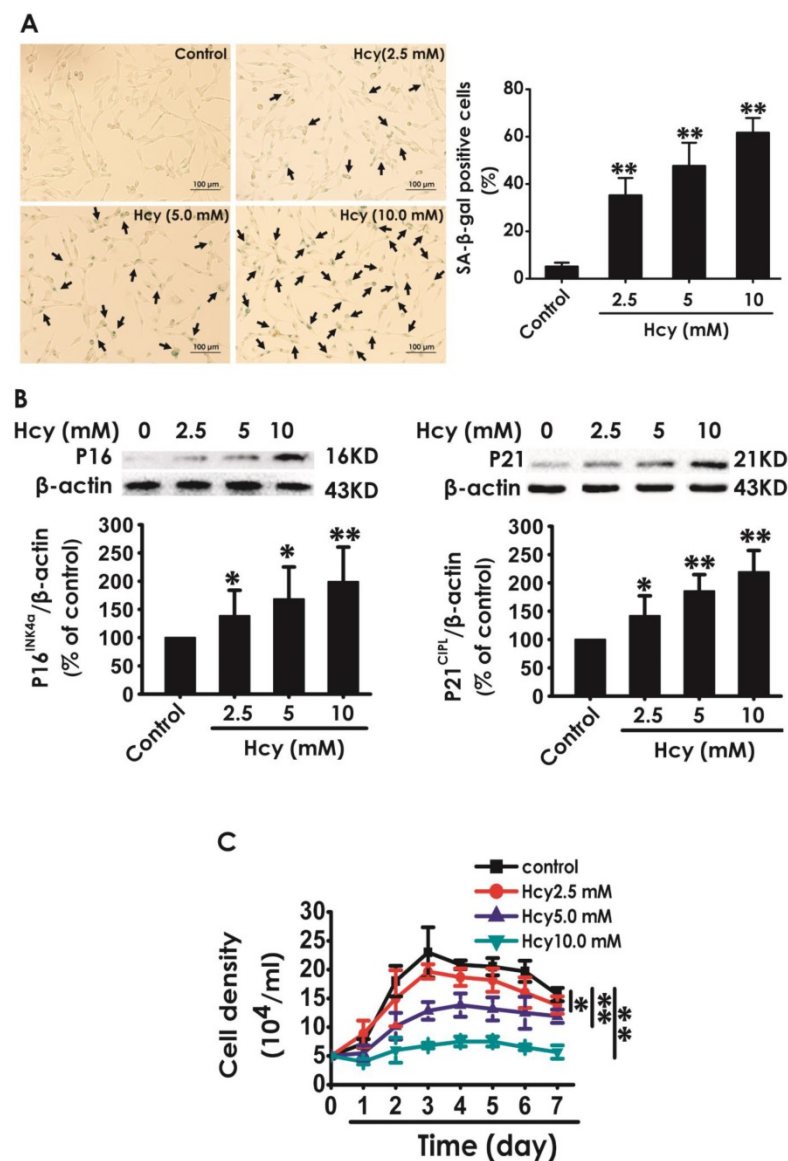 A
Control
Hcy(2.5 mM)
100 µm
100 µm
Hcy (5.0 mM)
Hcy (10.0 mM)
100 µm
100 µm
SA-β-gal positive cells
(%)
80
60
40
20
0
**
**
**
Control
2.5
5
10
Hcy (mM)
B
Hcy (mM) 0 2.5 5 10
P16 16KD
β-actin 43KD
P16INK4a/β-actin
(% of control)
300
250
200
150
100
50
0
*
*
**
Control
2.5
5
10
Hcy (mM)
Hcy (mM) 0 2.5 5 10
P21 21KD
β-actin 43KD
P21CIPL/β-actin
(% of control)
300
250
200
150
100
50
0
*
**
**
Control
2.5
5
10
Hcy (mM)
C
control
Hcy2.5 mM
Hcy5.0 mM
Hcy10.0 mM
Cell density
(10⁴/ml)
30
25
20
15
10
5
0
*
**
**
0 1 2 3 4 5 6 7
Time (day)